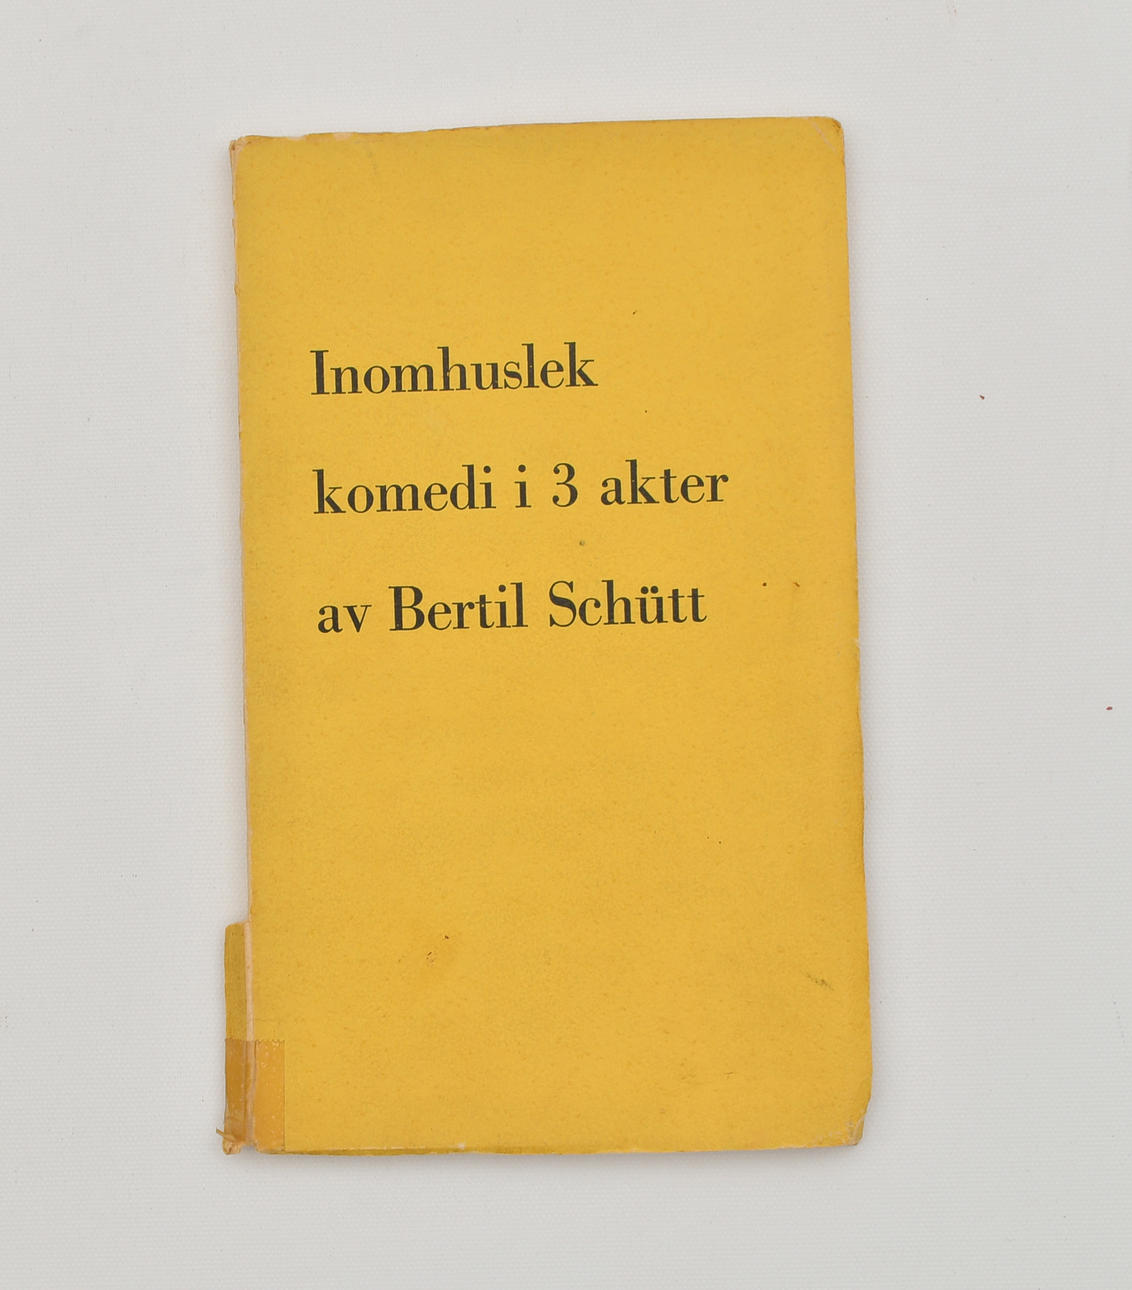 Inomhuslek
komedi i 3 akter
av Bertil Schütt